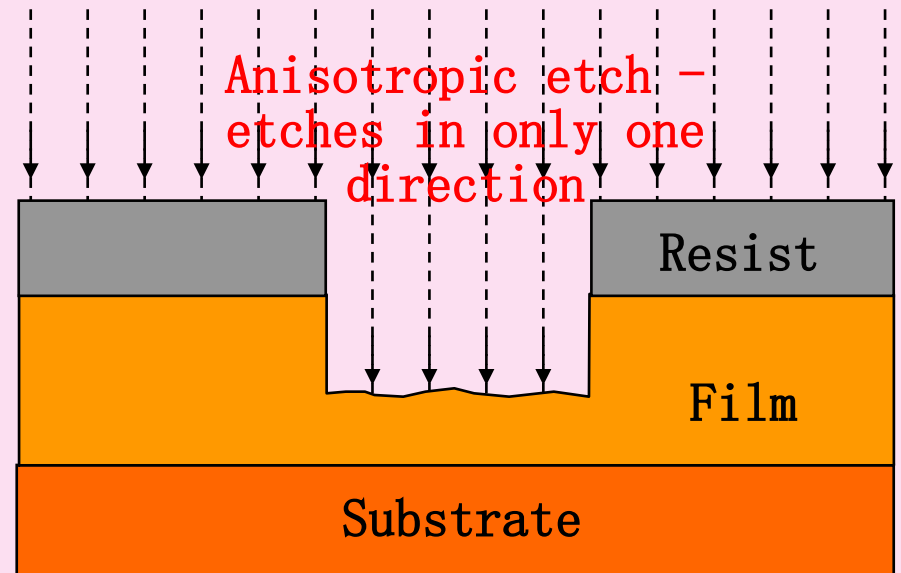 Anisotropic etch –
etches in only one
direction
Resist
Film
Substrate